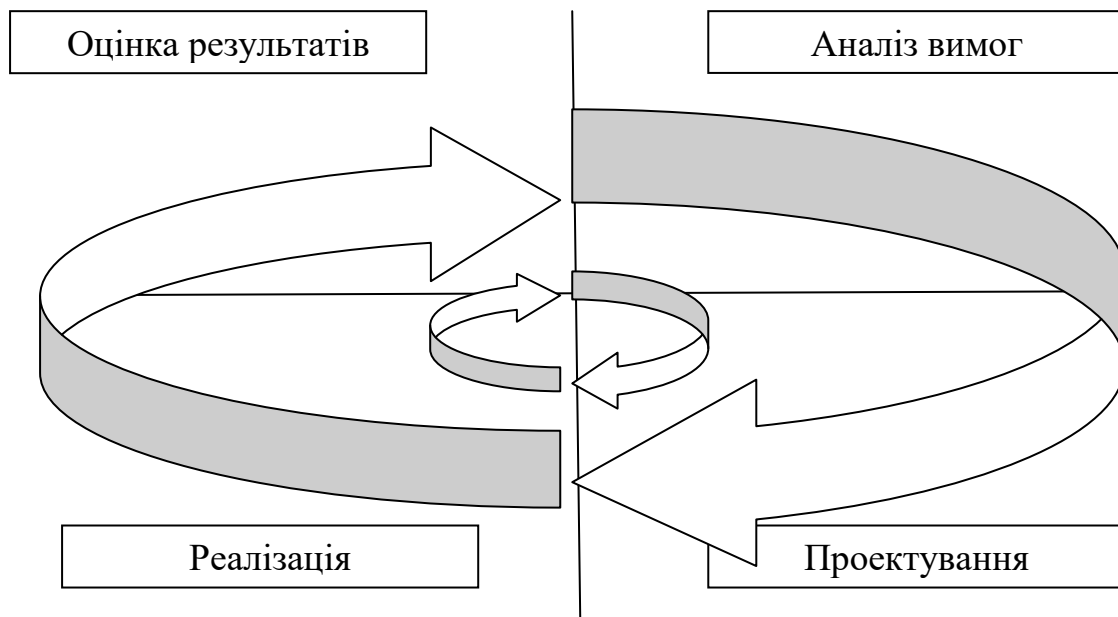 Оцінка результатів
Аналіз вимог
Реалізація
Проектування